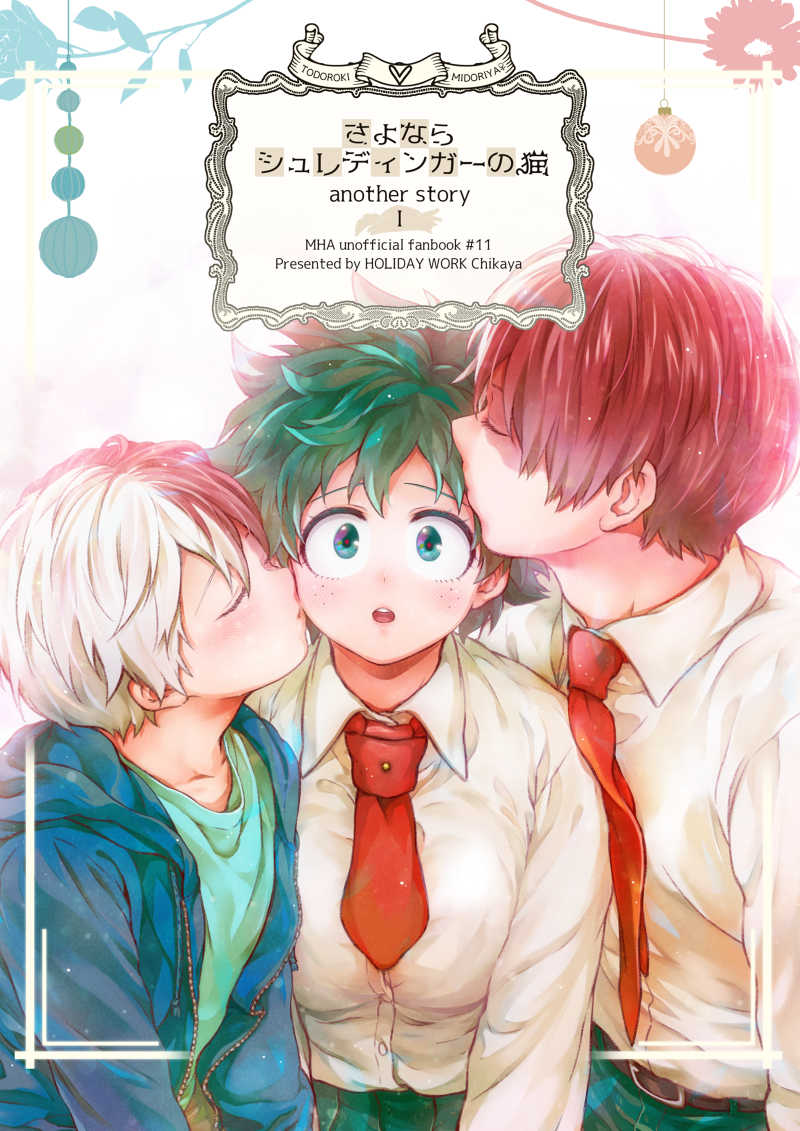 TODOROKI MIDORIYA♀
さよなら
シュレディンガーの猫
another story
I
MHA unofficial fanbook #11
Presented by HOLIDAY WORK Chikaya